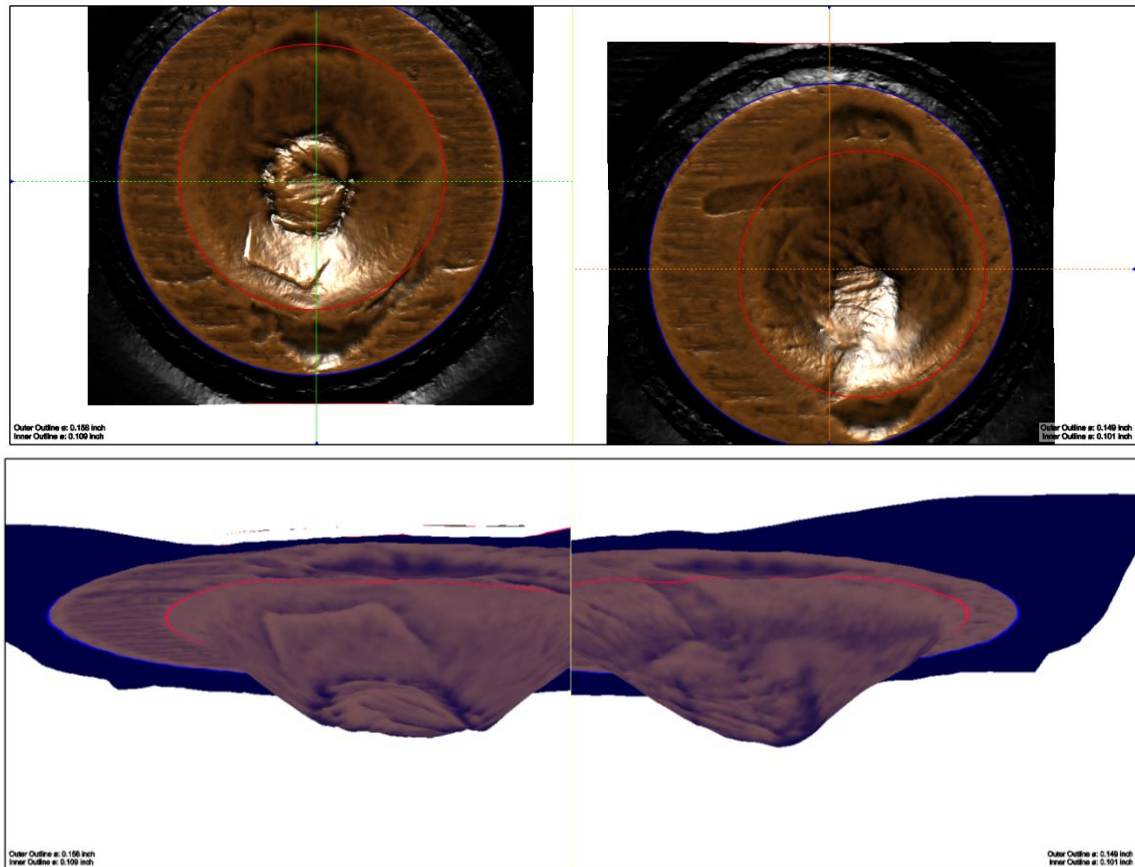 Outer Outline ø: 0.158 inch
Inner Outline ø: 0.109 inch
Outer Outline ø: 0.149 inch
Inner Outline ø: 0.101 inch
Outer Outline ø: 0.158 inch
Inner Outline ø: 0.109 inch
Outer Outline ø: 0.149 inch
Inner Outline ø: 0.101 inch